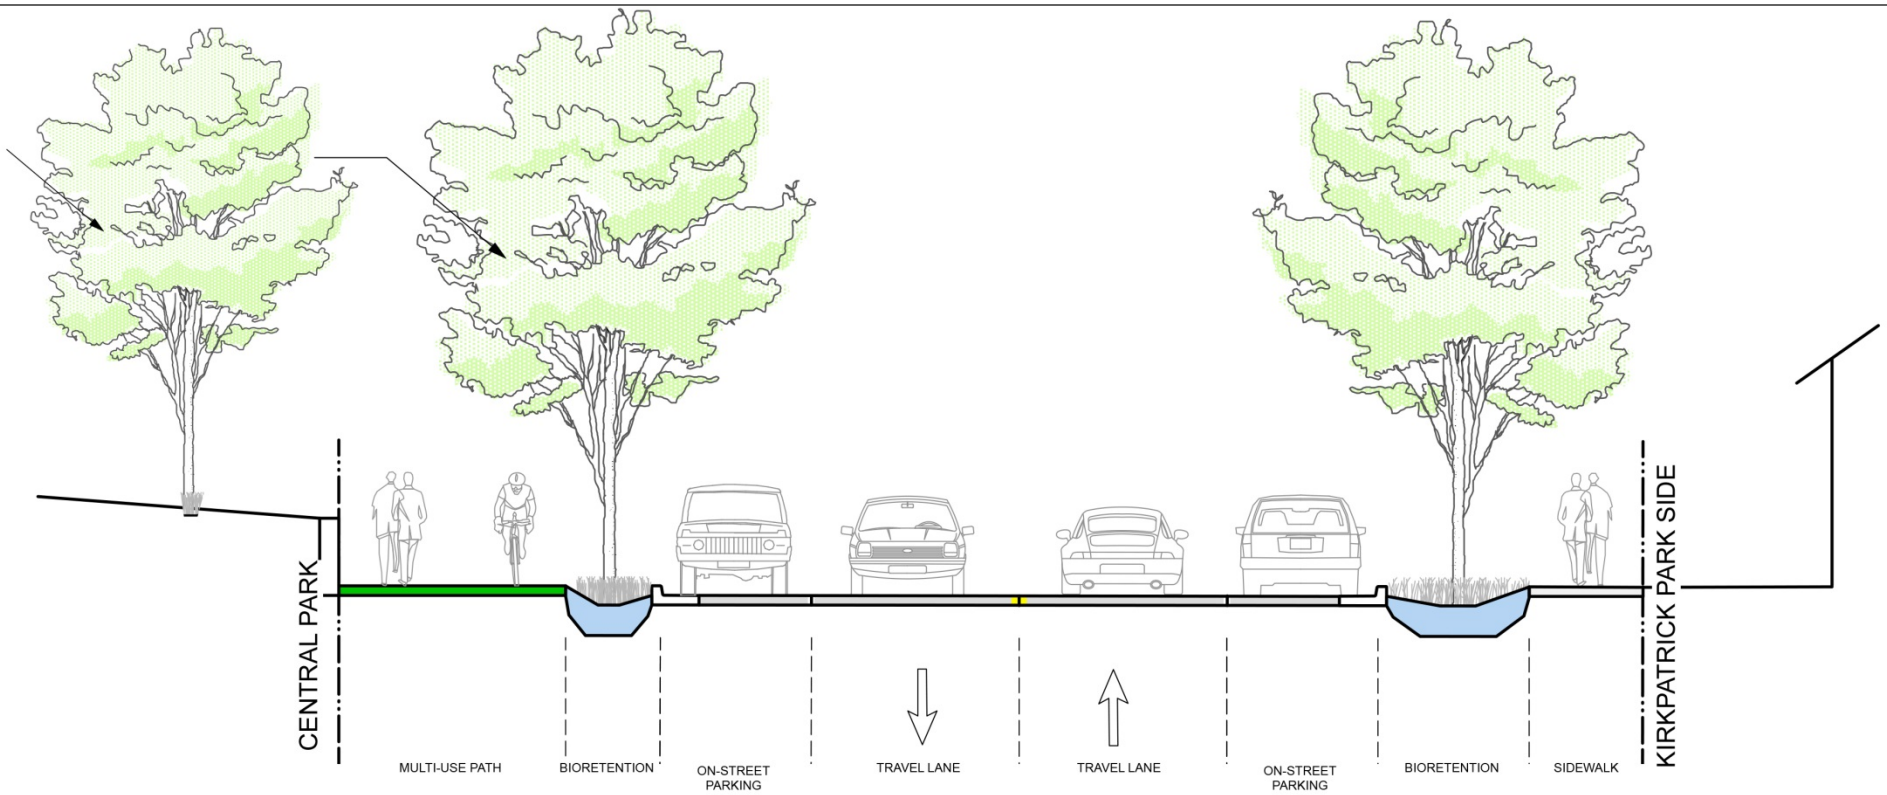 CENTRAL PARK
KIRKPATRICK PARK SIDE
MULTI-USE PATH
BIORETENTION
ON-STREET
PARKING
TRAVEL LANE
TRAVEL LANE
ON-STREET
PARKING
BIORETENTION
SIDEWALK